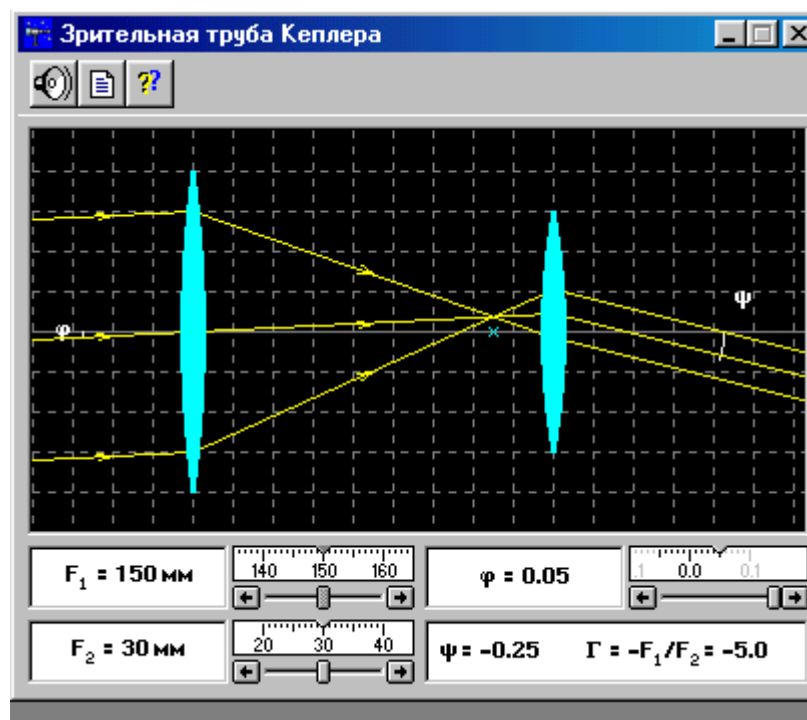 Зрительная труба Кеплера
??
φ
ψ
F₁ = 150 мм
140 150 160
φ = 0.05
.1 0.0 0.1
F₂ = 30 мм
20 30 40
ψ = -0.25 Γ = -F₁/F₂ = -5.0